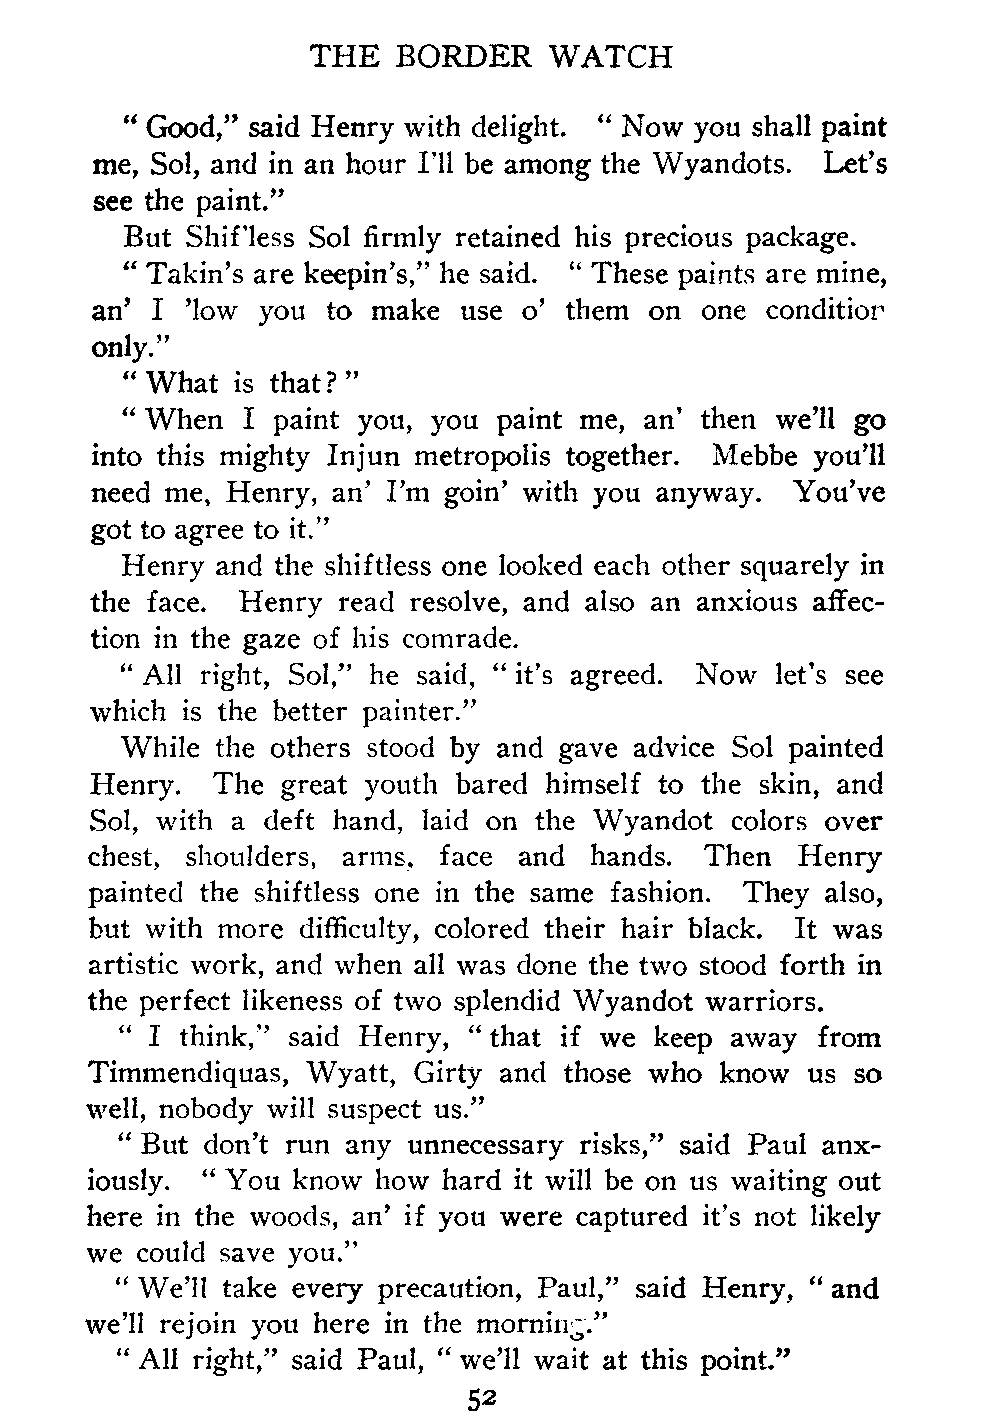 THE BORDER WATCH
“ Good,” said Henry with delight. “ Now you shall paint
me, Sol, and in an hour I’ll be among the Wyandots. Let’s
see the paint.”
But Shif’less Sol firmly retained his precious package.
“ Takin’s are keepin’s,” he said. “ These paints are mine,
an’ I ’low you to make use o’ them on one condition
only.”
“ What is that? ”
“ When I paint you, you paint me, an’ then we’ll go
into this mighty Injun metropolis together. Mebbe you’ll
need me, Henry, an’ I’m goin’ with you anyway. You’ve
got to agree to it.”
Henry and the shiftless one looked each other squarely in
the face. Henry read resolve, and also an anxious affec-
tion in the gaze of his comrade.
“ All right, Sol,” he said, “ it’s agreed. Now let’s see
which is the better painter.”
While the others stood by and gave advice Sol painted
Henry. The great youth bared himself to the skin, and
Sol, with a deft hand, laid on the Wyandot colors over
chest, shoulders, arms, face and hands. Then Henry
painted the shiftless one in the same fashion. They also,
but with more difficulty, colored their hair black. It was
artistic work, and when all was done the two stood forth in
the perfect likeness of two splendid Wyandot warriors.
“ I think,” said Henry, “ that if we keep away from
Timmendiquas, Wyatt, Girty and those who know us so
well, nobody will suspect us.”
“ But don’t run any unnecessary risks,” said Paul anx-
iously. “ You know how hard it will be on us waiting out
here in the woods, an’ if you were captured it’s not likely
we could save you.”
“ We’ll take every precaution, Paul,” said Henry, “ and
we’ll rejoin you here in the morning.”
“ All right,” said Paul, “ we’ll wait at this point.”
52